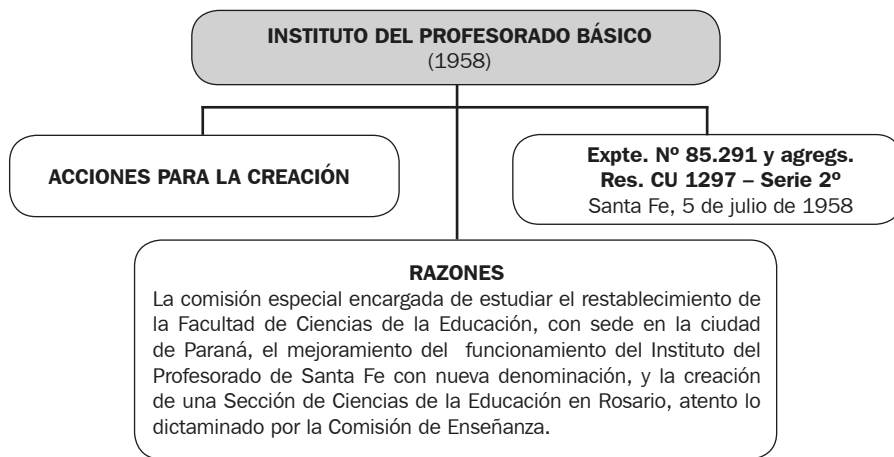 INSTITUTO DEL PROFESORADO BÁSICO
(1958)
ACCIONES PARA LA CREACIÓN
Expte. Nº 85.291 y agregs.
Res. CU 1297 – Serie 2º
Santa Fe, 5 de julio de 1958
RAZONES
La comisión especial encargada de estudiar el restablecimiento de
la Facultad de Ciencias de la Educación, con sede en la ciudad
de Paraná, el mejoramiento del funcionamiento del Instituto del
Profesorado de Santa Fe con nueva denominación, y la creación
de una Sección de Ciencias de la Educación en Rosario, atento lo
dictaminado por la Comisión de Enseñanza.